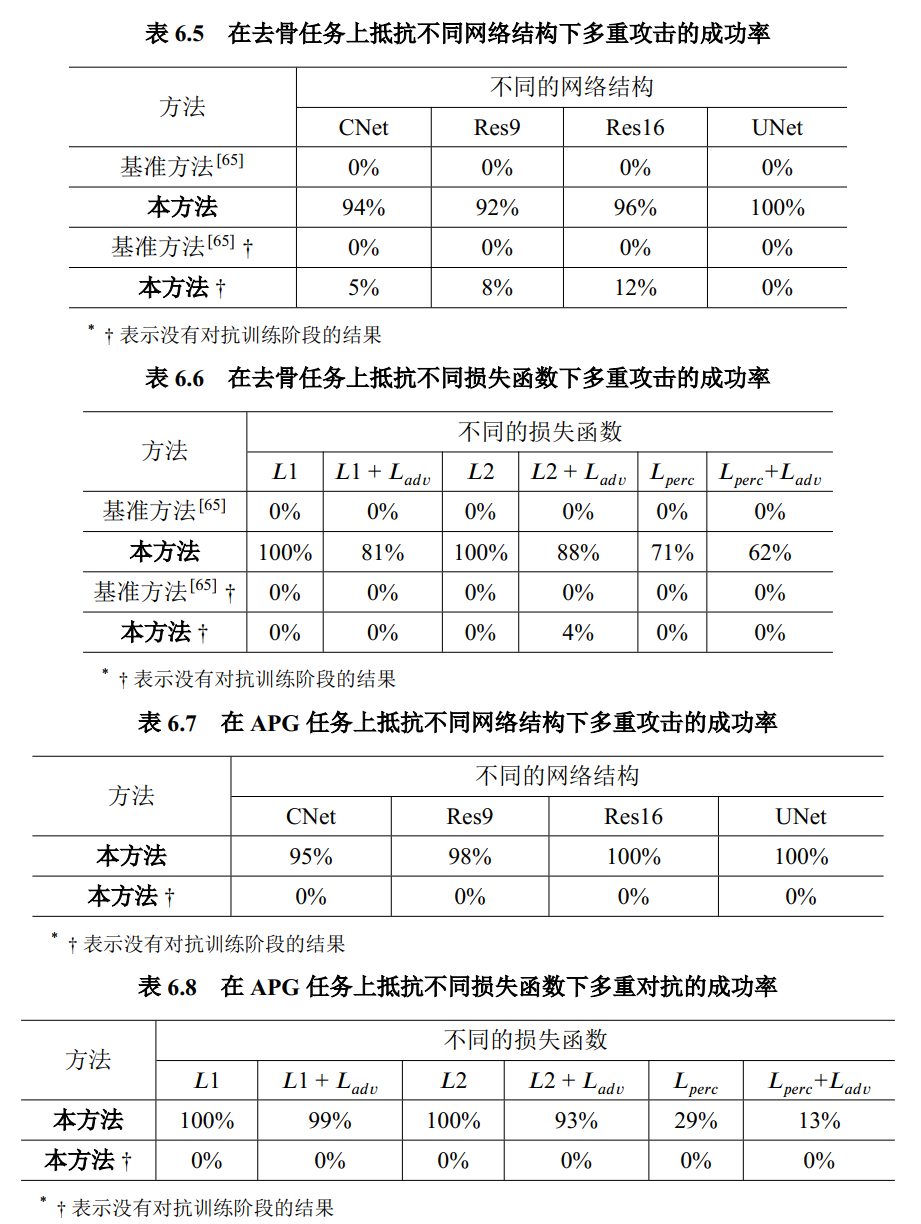 表 6.5 在去骨任务上抵抗不同网络结构下多重攻击的成功率
方法 不同的网络结构
CNet Res9 Res16 UNet
基准方法[65] 0% 0% 0% 0%
本方法 94% 92% 96% 100%
基准方法[65] † 0% 0% 0% 0%
本方法 † 5% 8% 12% 0%
* † 表示没有对抗训练阶段的结果
表 6.6 在去骨任务上抵抗不同损失函数下多重攻击的成功率
方法 不同的损失函数
L1 L1 + Ladv L2 L2 + Ladv Lperc Lperc+Ladv
基准方法[65] 0% 0% 0% 0% 0% 0%
本方法 100% 81% 100% 88% 71% 62%
基准方法[65] † 0% 0% 0% 0% 0% 0%
本方法 † 0% 0% 0% 4% 0% 0%
* † 表示没有对抗训练阶段的结果
表 6.7 在 APG 任务上抵抗不同网络结构下多重攻击的成功率
方法 不同的网络结构
CNet Res9 Res16 UNet
本方法 95% 98% 100% 100%
本方法 † 0% 0% 0% 0%
* † 表示没有对抗训练阶段的结果
表 6.8 在 APG 任务上抵抗不同损失函数下多重对抗的成功率
方法 不同的损失函数
L1 L1 + Ladv L2 L2 + Ladv Lperc Lperc+Ladv
本方法 100% 99% 100% 93% 29% 13%
本方法 † 0% 0% 0% 0% 0% 0%
* † 表示没有对抗训练阶段的结果